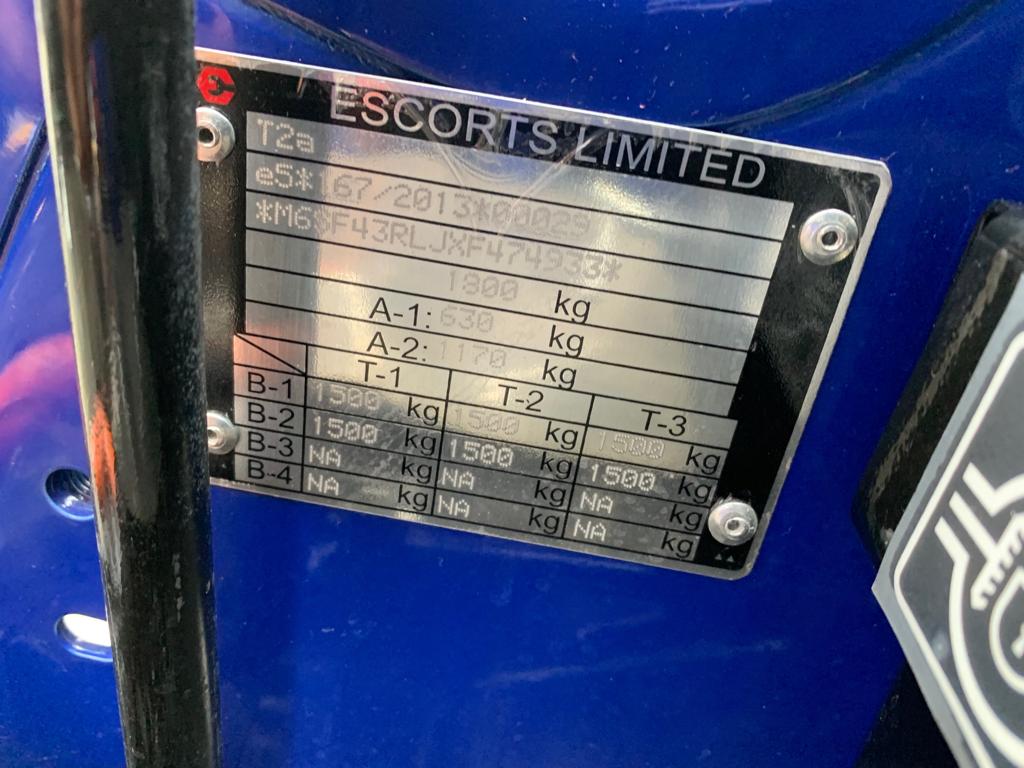 ESCORTS LIMITED
T2a
e5*167/2013*00029
*M6SF43RLJXF474933*
1800 kg
A-1: 630 kg
A-2: 1170 kg
T-1 T-2 T-3
B-1 1500 kg 1500 kg 1500 kg
B-2 1500 kg 1500 kg 1500 kg
B-3 NA kg NA kg NA kg
B-4 NA kg NA kg NA kg